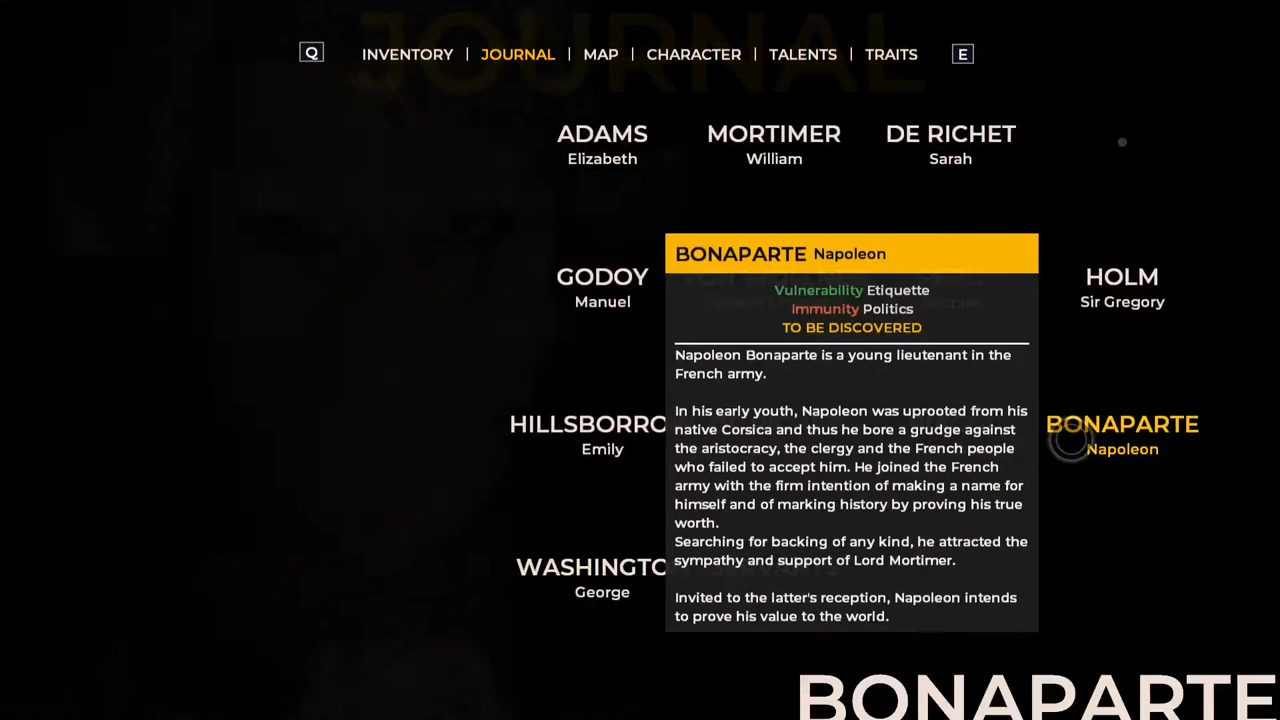 JOURNAL
Q INVENTORY | JOURNAL | MAP | CHARACTER | TALENTS | TRAITS E
ADAMS MORTIMER DE RICHET
Elizabeth William Sarah
BONAPARTE Napoleon
Vulnerability Etiquette
Immunity Politics
TO BE DISCOVERED
Napoleon Bonaparte is a young lieutenant in the
French army.
In his early youth, Napoleon was uprooted from his
native Corsica and thus he bore a grudge against
the aristocracy, the clergy and the French people
who failed to accept him. He joined the French
army with the firm intention of making a name for
himself and of marking history by proving his true
worth.
Searching for backing of any kind, he attracted the
sympathy and support of Lord Mortimer.
Invited to the latter's reception, Napoleon intends
to prove his value to the world.
GODOY HOLM
Manuel Sir Gregory
HILLSBORO BONAPARTE
Emily Napoleon
WASHINGTO
George
BONAPARTE